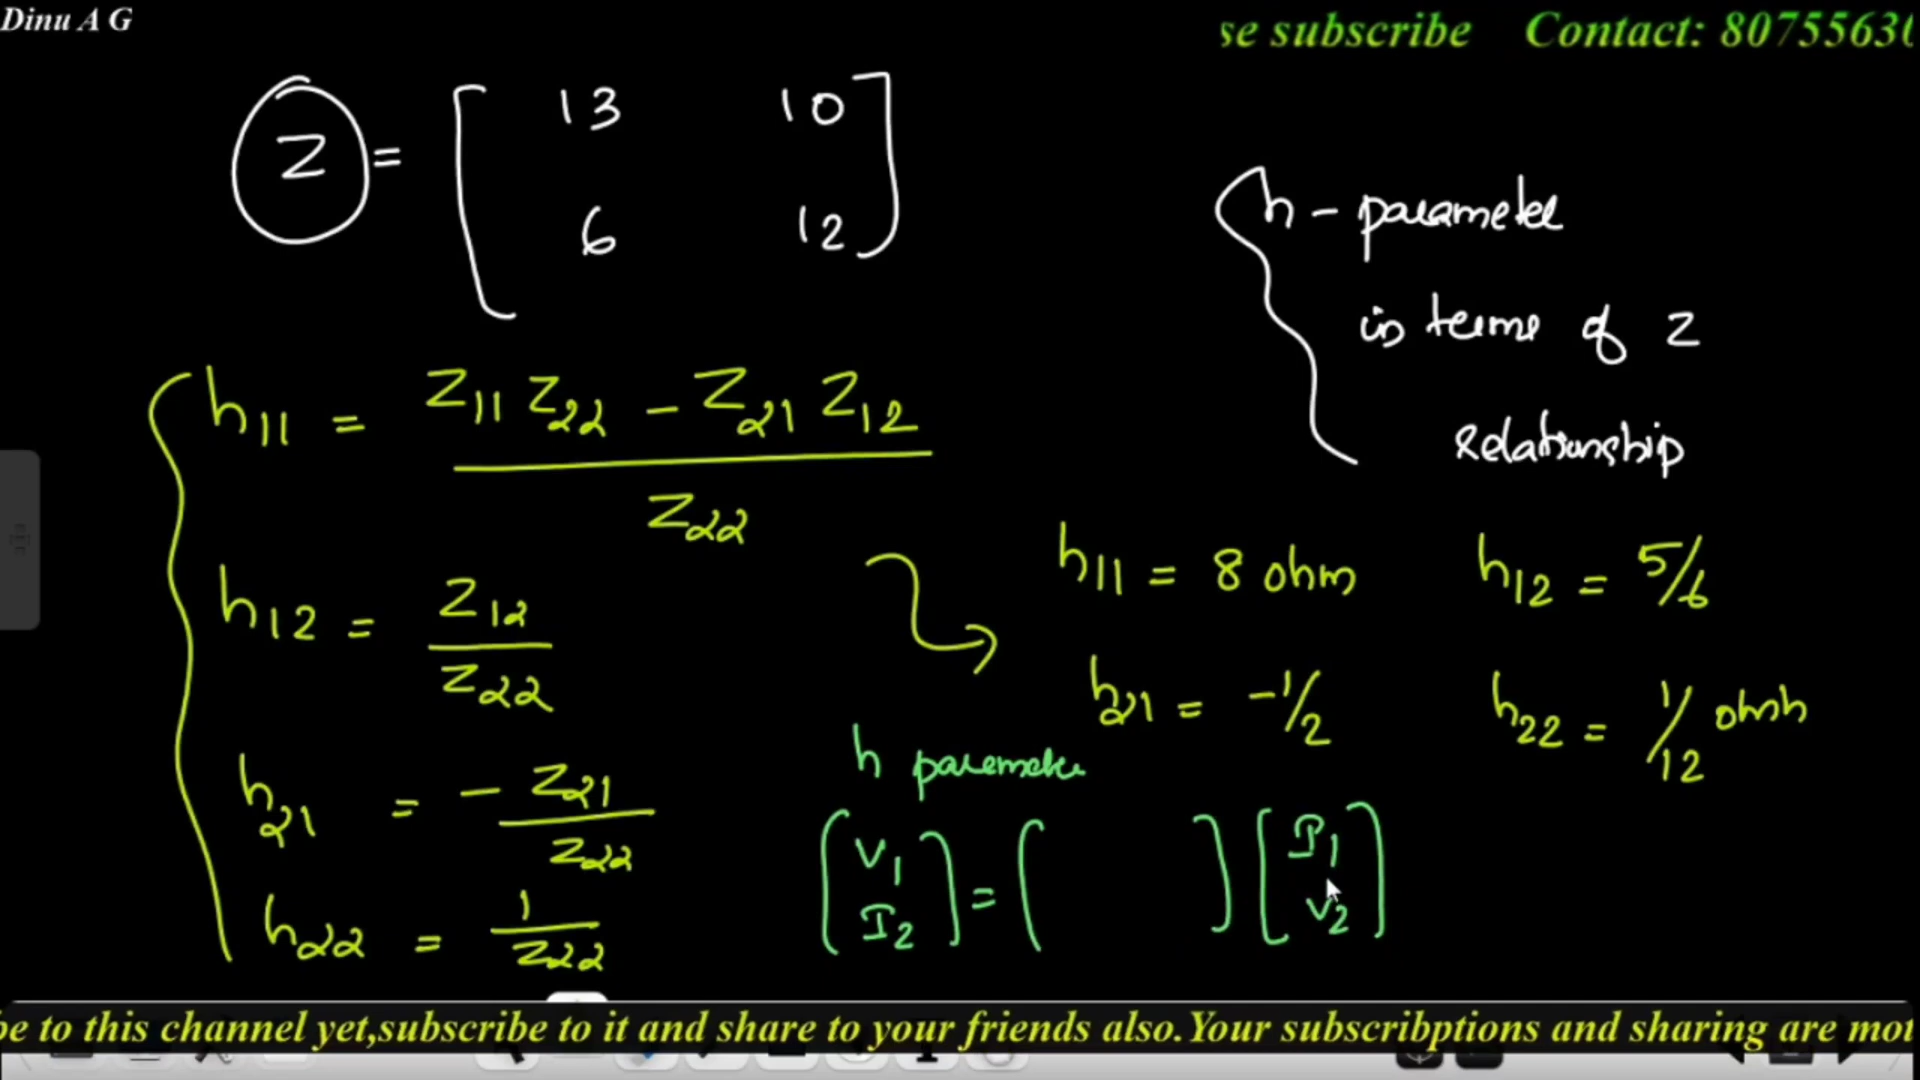 Dinu A G
se subscribe Contact: 80755630
Z = [ 13 10
6 12 ]
h - parameter
in terms of Z
relationship
h11 = Z11 Z22 - Z21 Z12
Z22
h12 = Z12
Z22
h21 = - Z21
Z22
h22 = 1
Z22
h11 = 8 ohm h12 = 5/6
h21 = -1/2 h22 = 1/12
h parameter
[ V1
I2 ] = [ ] [ I1
V2 ]
be to this channel yet,subscribe to it and share to your friends also.Your subscribptions and sharing are mot